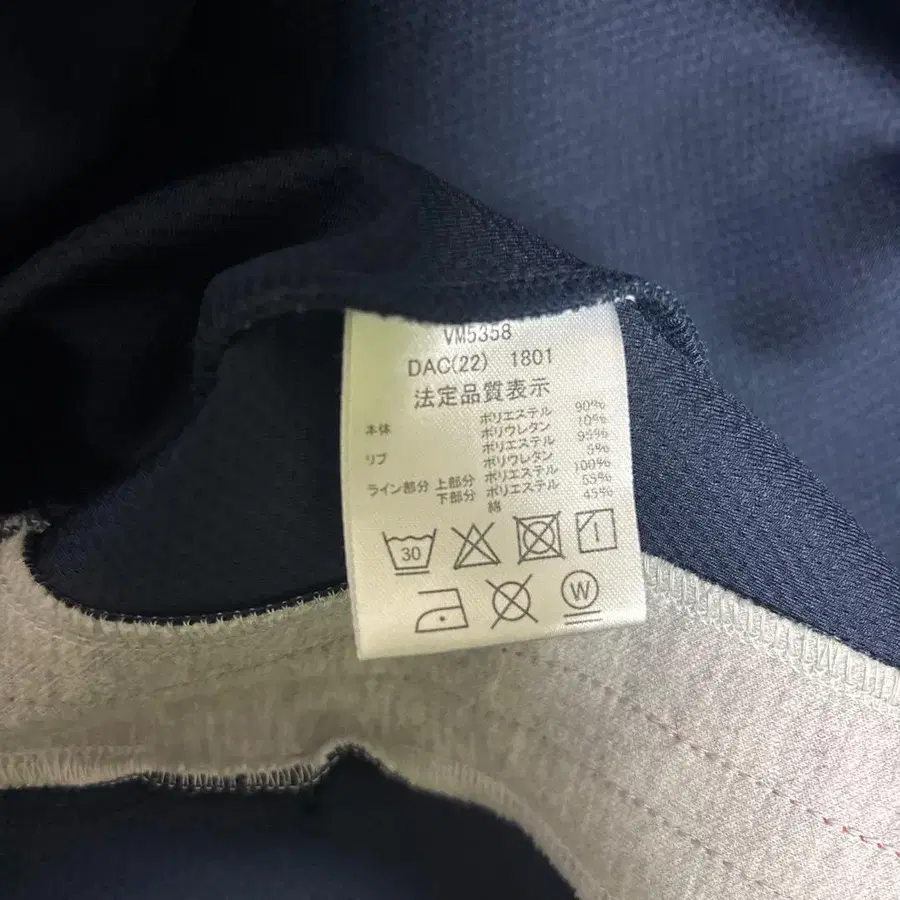 VM5358
DAC(22) 1801
法定品質表示
本体 ポリエステル 90%
ポリウレタン 10%
リブ ポリエステル 95%
ポリウレタン 5%
ライン部分 上部分 ポリエステル 100%
下部分 ポリエステル 55%
綿 45%
30
W